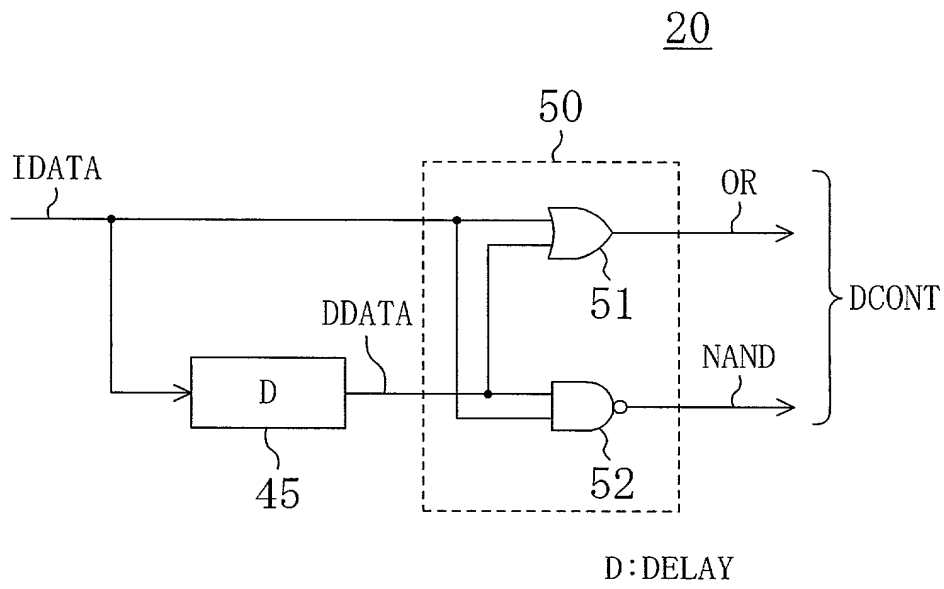 20
50
IDATA
OR
51
DCONT
DDATA
NAND
D
45
52
D:DELAY